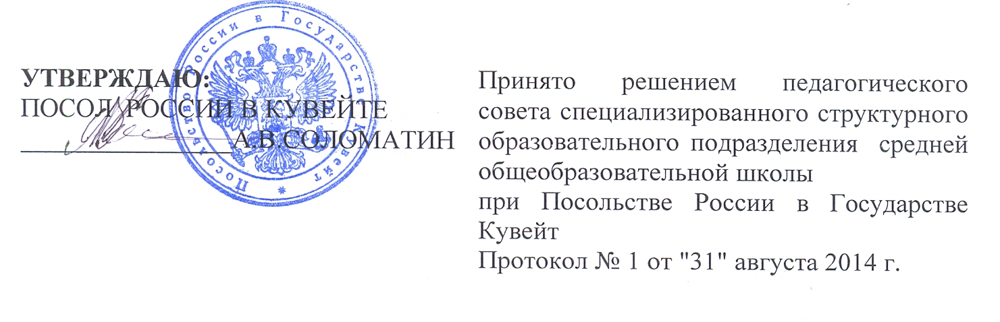 УТВЕРЖДАЮ:
ПОСОЛ РОССИИ В КУВЕЙТЕ
________________А.В.СОЛОМАТИН
Посольство России в Государстве Кувейт *
Принято решением педагогического
совета специализированного структурного
образовательного подразделения средней
общеобразовательной школы
при Посольстве России в Государстве
Кувейт
Протокол № 1 от "31" августа 2014 г.